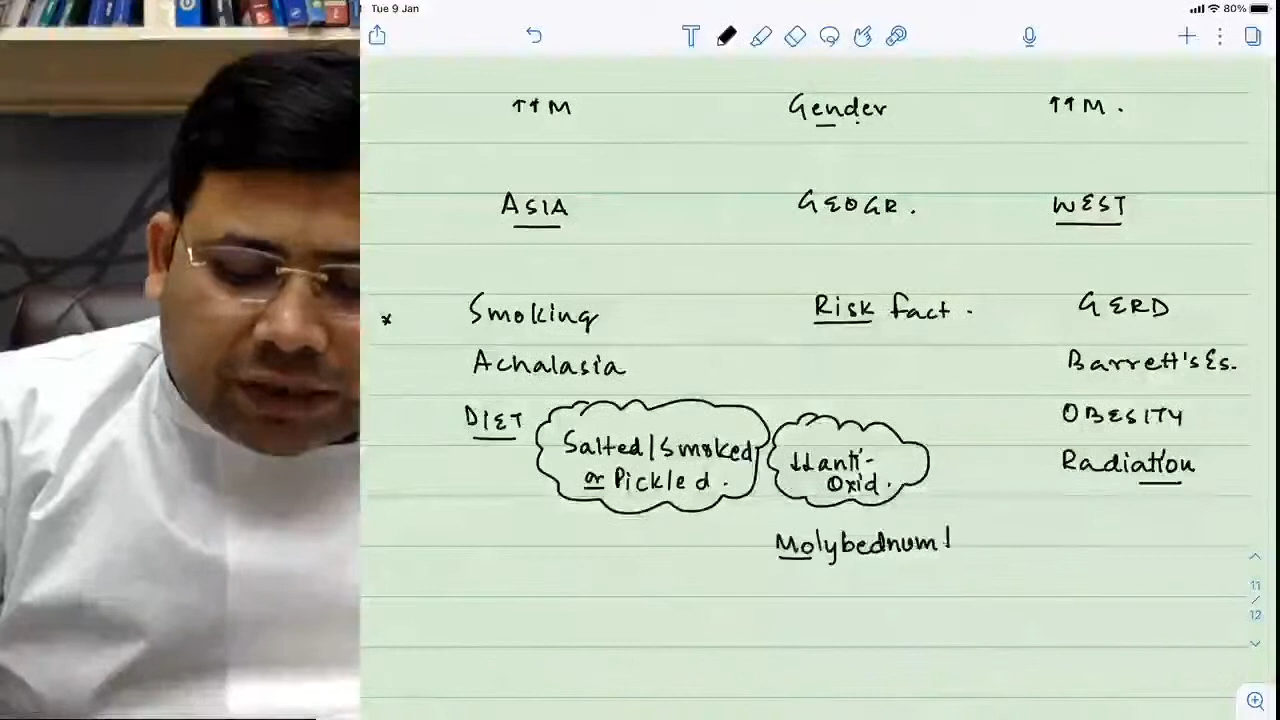 Tue 9 Jan
80%
↑↑M Gender ↑↑M.
ASIA GEOGR. WEST
* Smoking Risk fact. GERD
Achalasia Barrett's Es.
DIET Salted/Smoked ↓↓anti- OBESITY
or Pickled. Oxid. Radiation
Molybednum!
11
/
12